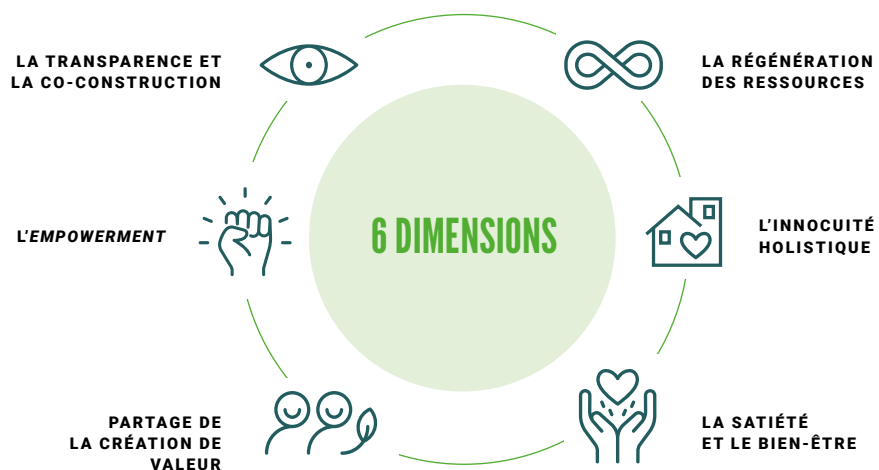 LA TRANSPARENCE ET
LA CO-CONSTRUCTION
LA RÉGÉNÉRATION
DES RESSOURCES
L'EMPOWERMENT
6 DIMENSIONS
L'INNOCUITÉ
HOLISTIQUE
PARTAGE DE
LA CRÉATION DE
VALEUR
LA SATIÉTÉ
ET LE BIEN-ÊTRE